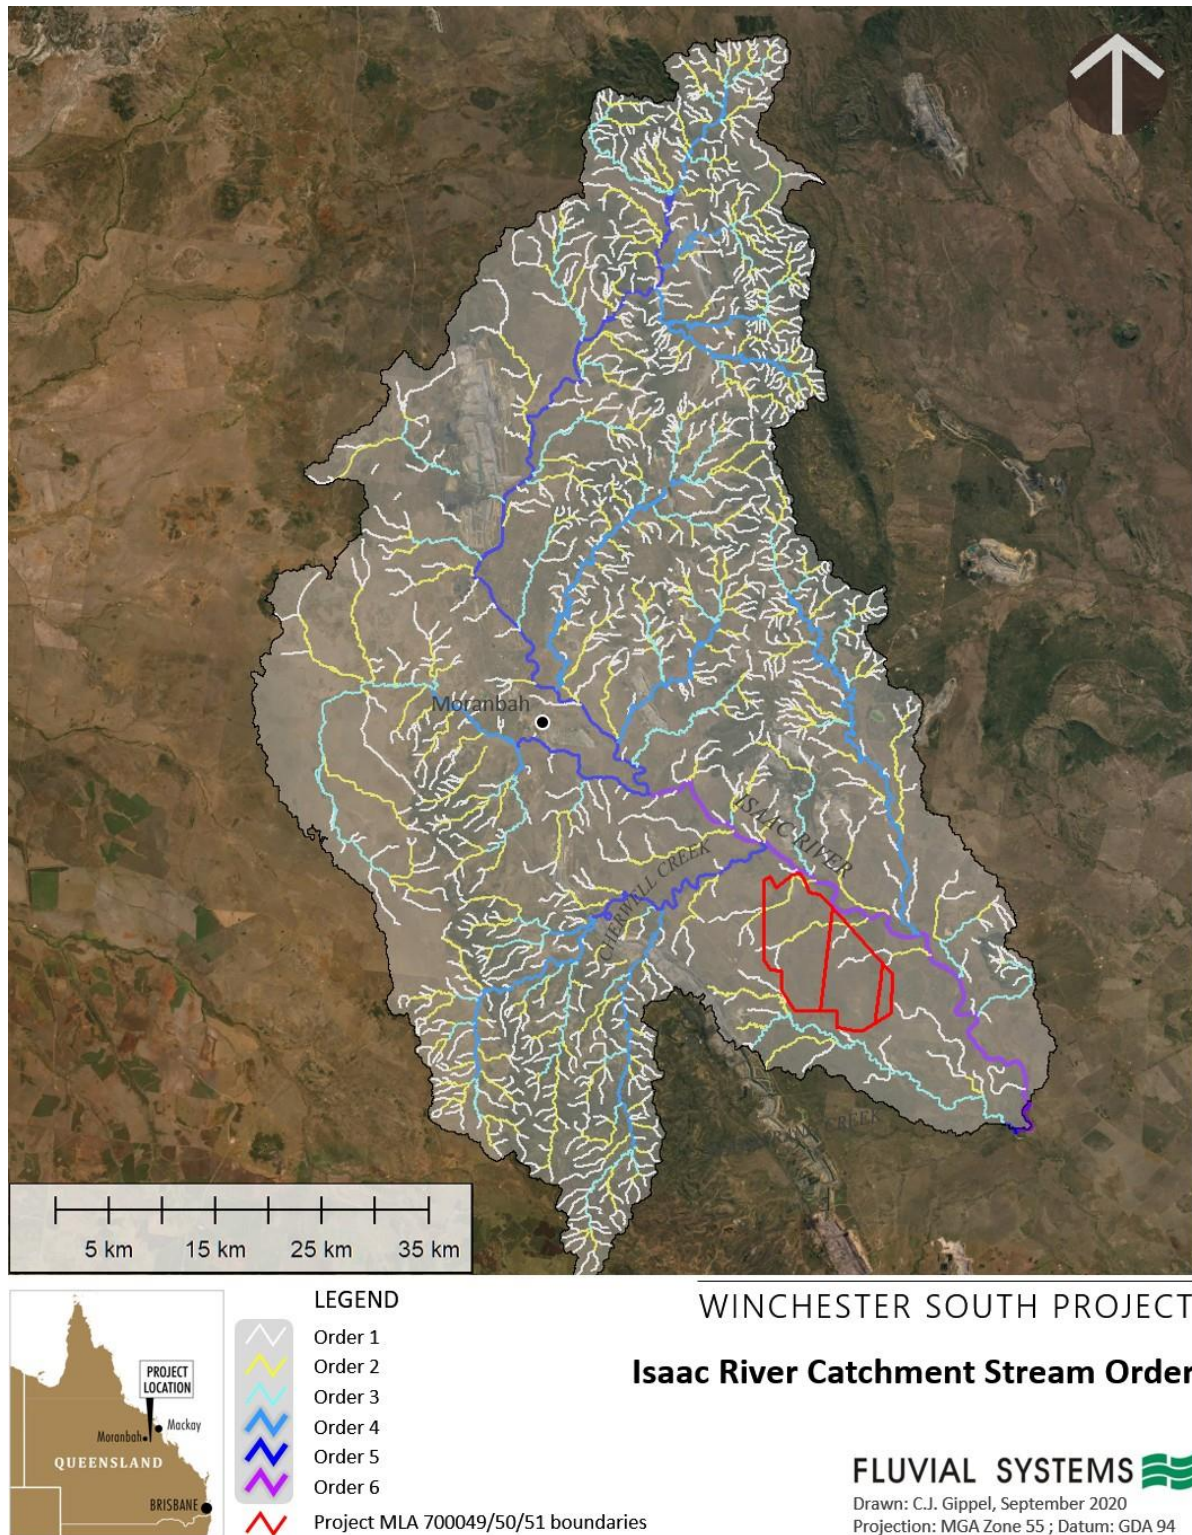 Moranbah
ISAAC RIVER
CHERWELL CREEK
CREEK
5 km 15 km 25 km 35 km
LEGEND
Order 1
Order 2
Order 3
Order 4
Order 5
Order 6
Project MLA 700049/50/51 boundaries
PROJECT
LOCATION
Mackay
Moranbah
QUEENSLAND
BRISBANE
WINCHESTER SOUTH PROJECT
Isaac River Catchment Stream Order
FLUVIAL SYSTEMS
Drawn: C.J. Gippel, September 2020
Projection: MGA Zone 55 ; Datum: GDA 94